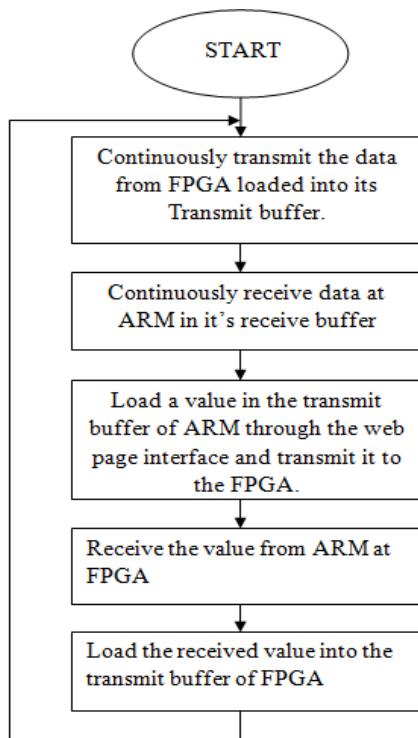 START
Continuously transmit the data
from FPGA loaded into its
Transmit buffer.
Continuously receive data at
ARM in it's receive buffer
Load a value in the transmit
buffer of ARM through the web
page interface and transmit it to
the FPGA.
Receive the value from ARM at
FPGA
Load the received value into the
transmit buffer of FPGA